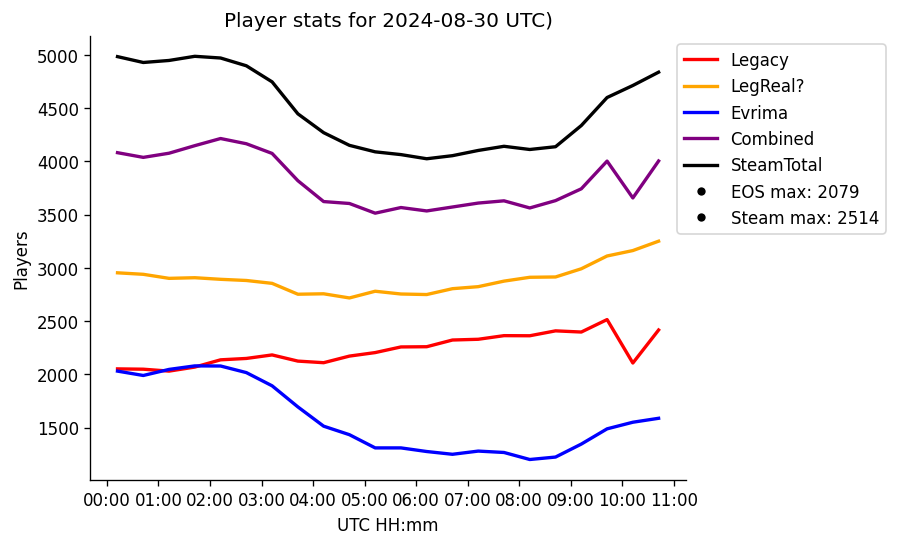 Player stats for 2024-08-30 UTC)
Legacy
LegReal?
Evrima
Combined
SteamTotal
EOS max: 2079
Steam max: 2514
Players
5000
4500
4000
3500
3000
2500
2000
1500
00:00 01:00 02:00 03:00 04:00 05:00 06:00 07:00 08:00 09:00 10:00 11:00
UTC HH:mm